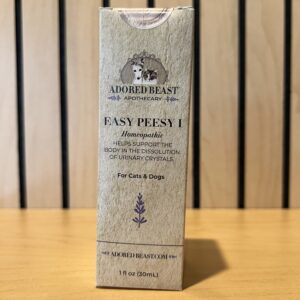 ADORED BEAST
APOTHECARY
EASY PEESY I
Homeopathic
HELPS SUPPORT THE
BODY IN THE DISSOLUTION
OF URINARY CRYSTALS
For Cats & Dogs
ADOREDBEAST.COM
1 fl oz (30mL)